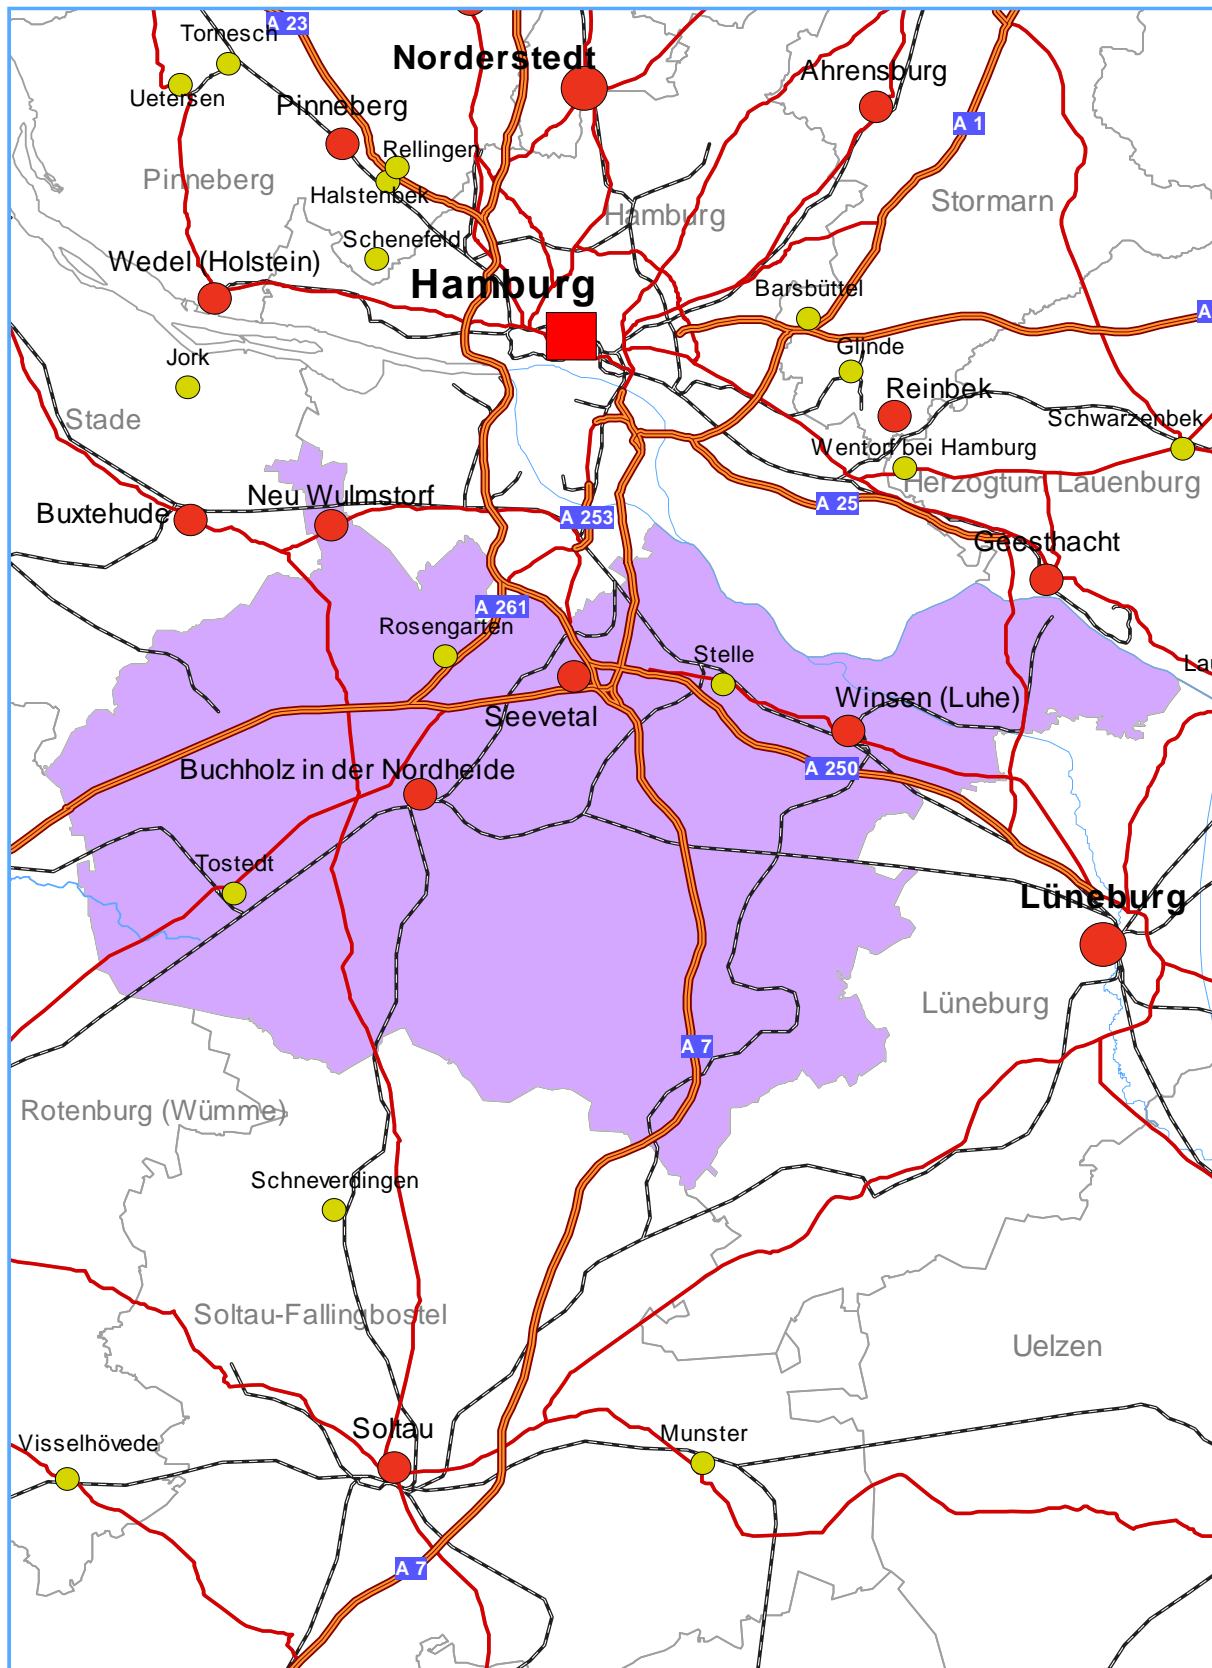 A 23
Tornesch
Norderstedt
Ahrensburg
Uetersen
Pinneberg
A 1
Rellingen
Pinneberg
Halstenbek
Stormarn
Hamburg
Schenefeld
Wedel (Holstein)
Hamburg
Barsbüttel
A
Jork
Glinde
Reinbek
Stade
Schwarzenbek
Wentorf bei Hamburg
Herzogtum Lauenburg
Neu Wulmstorf
A 25
Buxtehude
A 253
Geesthacht
A 261
Rosengarten
Stelle
Lau
Winsen (Luhe)
Seevetal
Buchholz in der Nordheide
A 250
Tostedt
Lüneburg
Lüneburg
A 7
Rotenburg (Wümme)
Schneverdingen
Soltau-Fallingbostel
Uelzen
Soltau
Munster
Visselhövede
A 7